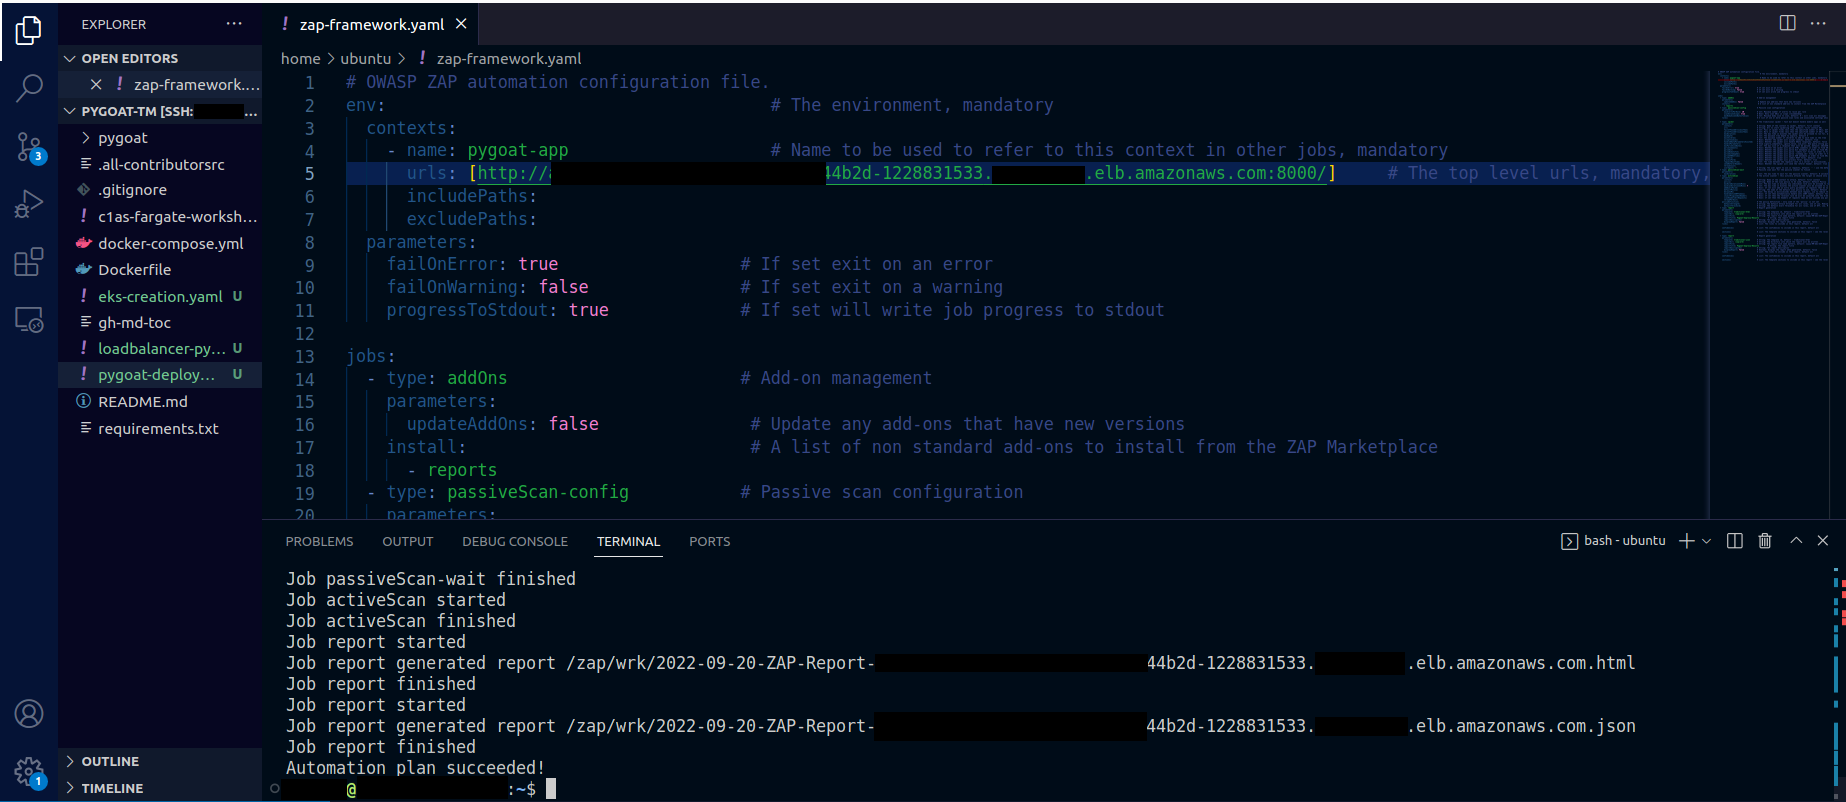 EXPLORER ···
! zap-framework.yaml ×
OPEN EDITORS
× ! zap-framework....
PYGOAT-TM [SSH: ...
pygoat
.all-contributorsrc
.gitignore
! c1as-fargate-worksh...
docker-compose.yml
Dockerfile
! eks-creation.yaml U
gh-md-toc
! loadbalancer-py... U
! pygoat-deploy... U
README.md
requirements.txt
OUTLINE
TIMELINE
3
1
home > ubuntu > ! zap-framework.yaml
1 # OWASP ZAP automation configuration file.
2 env: # The environment, mandatory
3 contexts:
4 - name: pygoat-app # Name to be used to refer to this context in other jobs, mandatory
5 urls: [http:// 44b2d-1228831533. .elb.amazonaws.com:8000/] # The top level urls, mandatory,
6 includePaths:
7 excludePaths:
8 parameters:
9 failOnError: true # If set exit on an error
10 failOnWarning: false # If set exit on a warning
11 progressToStdout: true # If set will write job progress to stdout
12
13 jobs:
14 - type: addOns # Add-on management
15 parameters:
16 updateAddOns: false # Update any add-ons that have new versions
17 install: # A list of non standard add-ons to install from the ZAP Marketplace
18 - reports
19 - type: passiveScan-config # Passive scan configuration
20 parameters:
PROBLEMS OUTPUT DEBUG CONSOLE TERMINAL PORTS
bash - ubuntu
Job passiveScan-wait finished
Job activeScan started
Job activeScan finished
Job report started
Job report generated report /zap/wrk/2022-09-20-ZAP-Report- 44b2d-1228831533. .elb.amazonaws.com.html
Job report finished
Job report started
Job report generated report /zap/wrk/2022-09-20-ZAP-Report- 44b2d-1228831533. .elb.amazonaws.com.json
Job report finished
Automation plan succeeded!
@ :~$